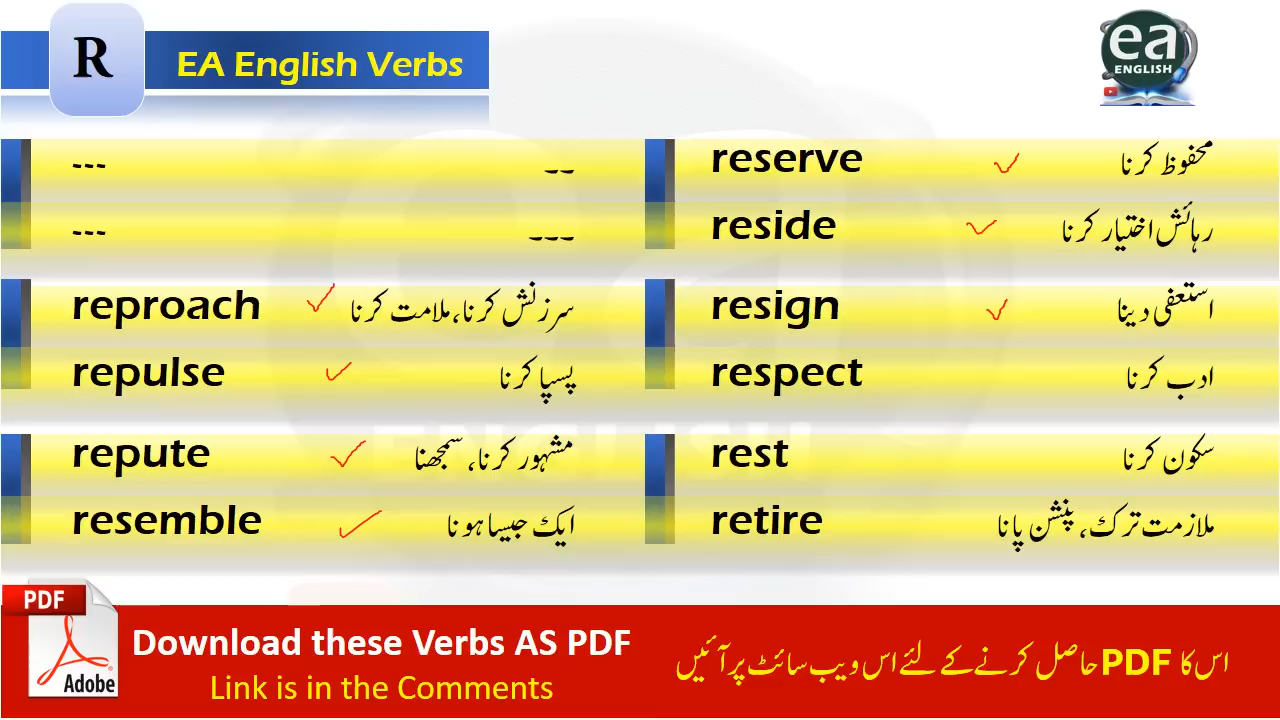 R
EA English Verbs
ea
ENGLISH
--- --
--- ---
reproach سرزنش کرنا، ملامت کرنا
repulse پسپا کرنا
repute مشہور کرنا، سمجھنا
resemble ایک جیسا ہونا
reserve محفوظ کرنا
reside رہائش اختیار کرنا
resign استعفی دینا
respect ادب کرنا
rest سکون کرنا
retire ملازمت ترک، پنشن پانا
PDF
Adobe
Download these Verbs AS PDF
Link is in the Comments
اس کا PDF حاصل کرنے کے لئے اس ویب سائٹ پر آئیں